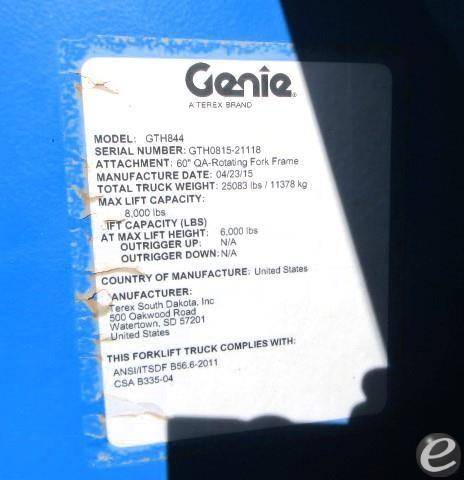 Genie
A TEREX BRAND
MODEL: GTH844
SERIAL NUMBER: GTH0815-21118
ATTACHMENT: 60" QA-Rotating Fork Frame
MANUFACTURE DATE: 04/23/15
TOTAL TRUCK WEIGHT: 25083 lbs / 11378 kg
MAX LIFT CAPACITY:
8,000 lbs
IFT CAPACITY (LBS)
AT MAX LIFT HEIGHT: 6,000 lbs
OUTRIGGER UP: N/A
OUTRIGGER DOWN: N/A
COUNTRY OF MANUFACTURE: United States
ANUFACTURER:
Terex South Dakota, Inc
500 Oakwood Road
Watertown, SD 57201
United States
THIS FORKLIFT TRUCK COMPLIES WITH:
ANSI/ITSDF B56.6-2011
CSA B335-04
e